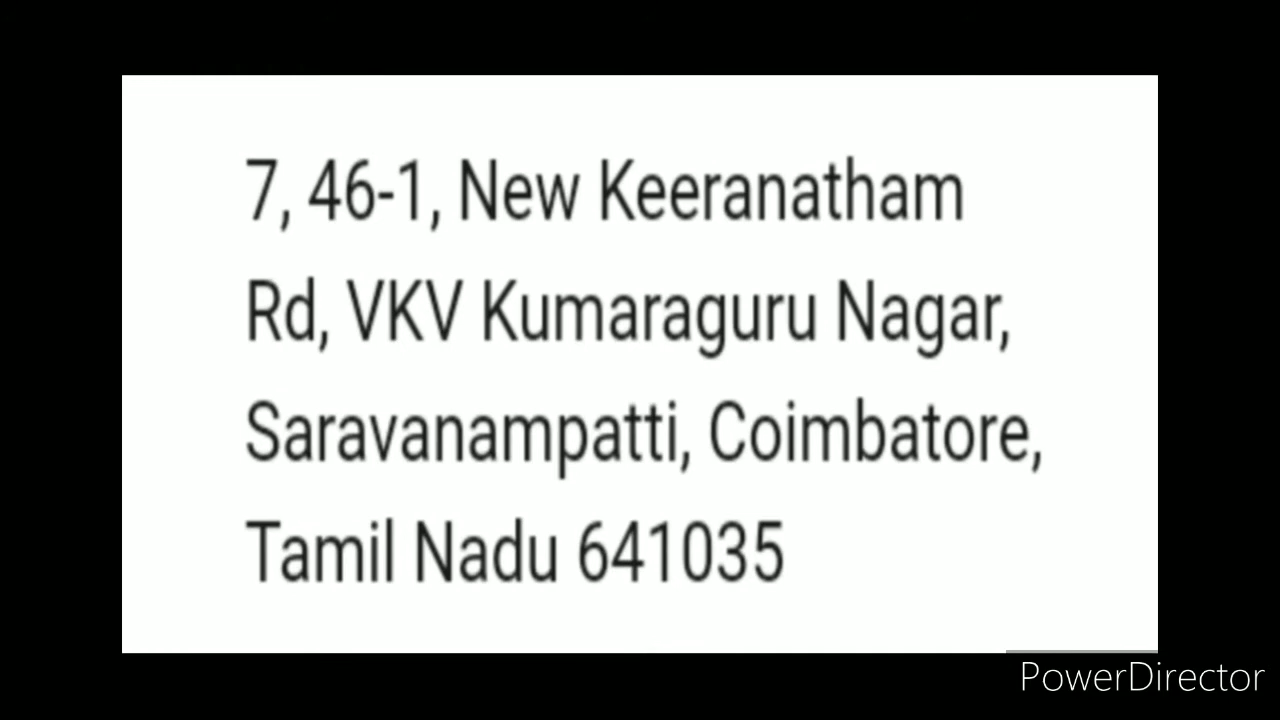 7, 46-1, New Keeranatham
Rd, VKV Kumaraguru Nagar,
Saravanampatti, Coimbatore,
Tamil Nadu 641035
PowerDirector